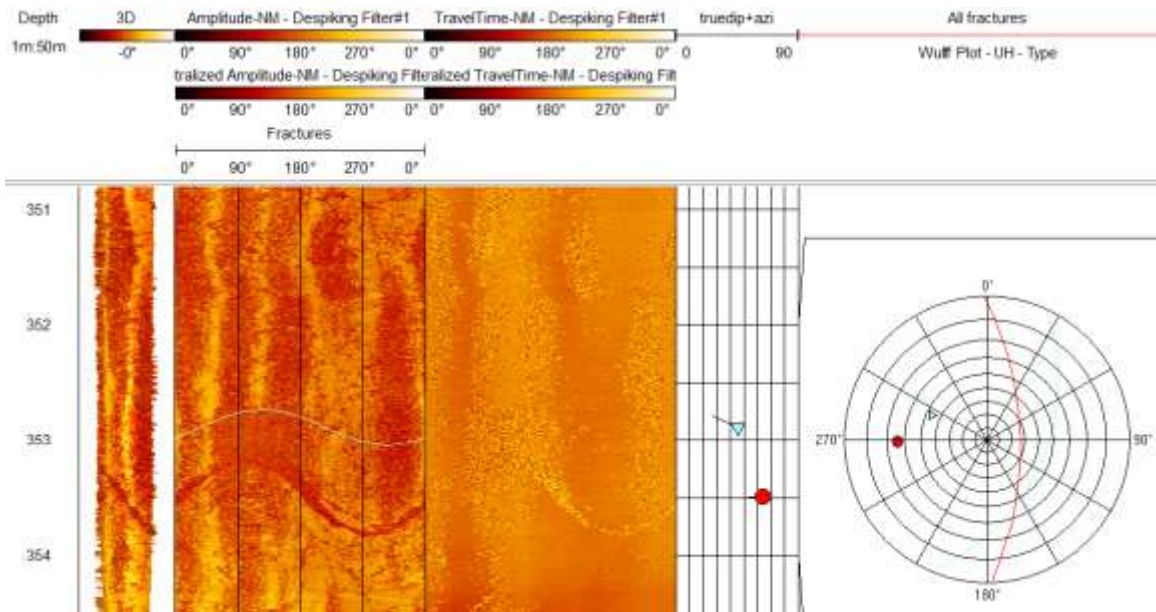 Depth 3D Amplitude-NM - Despiking Filter#1 TravelTime-NM - Despiking Filter#1 truedip+azi All fractures
1m:50m -0° 0° 90° 180° 270° 0° 0° 90° 180° 270° 0° 0 90 Wulff Plot - UH - Type
tralized Amplitude-NM - Despiking Filte eralized TravelTime-NM - Despiking Filt
0° 90° 180° 270° 0° 0° 90° 180° 270° 0°
Fractures
0° 90° 180° 270° 0°
351
0°
352
353
270° 90°
354
180°